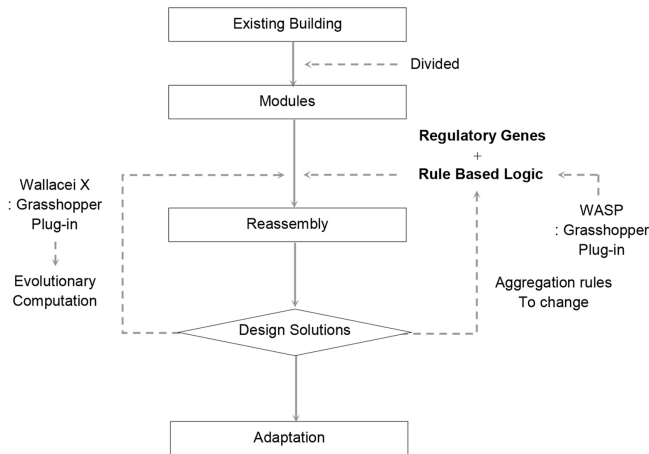 Existing Building
Divided
Modules
Regulatory Genes
+
Rule Based Logic
Wallacei X
: Grasshopper
Plug-in
WASP
: Grasshopper
Plug-in
Reassembly
Evolutionary
Computation
Aggregation rules
To change
Design Solutions
Adaptation